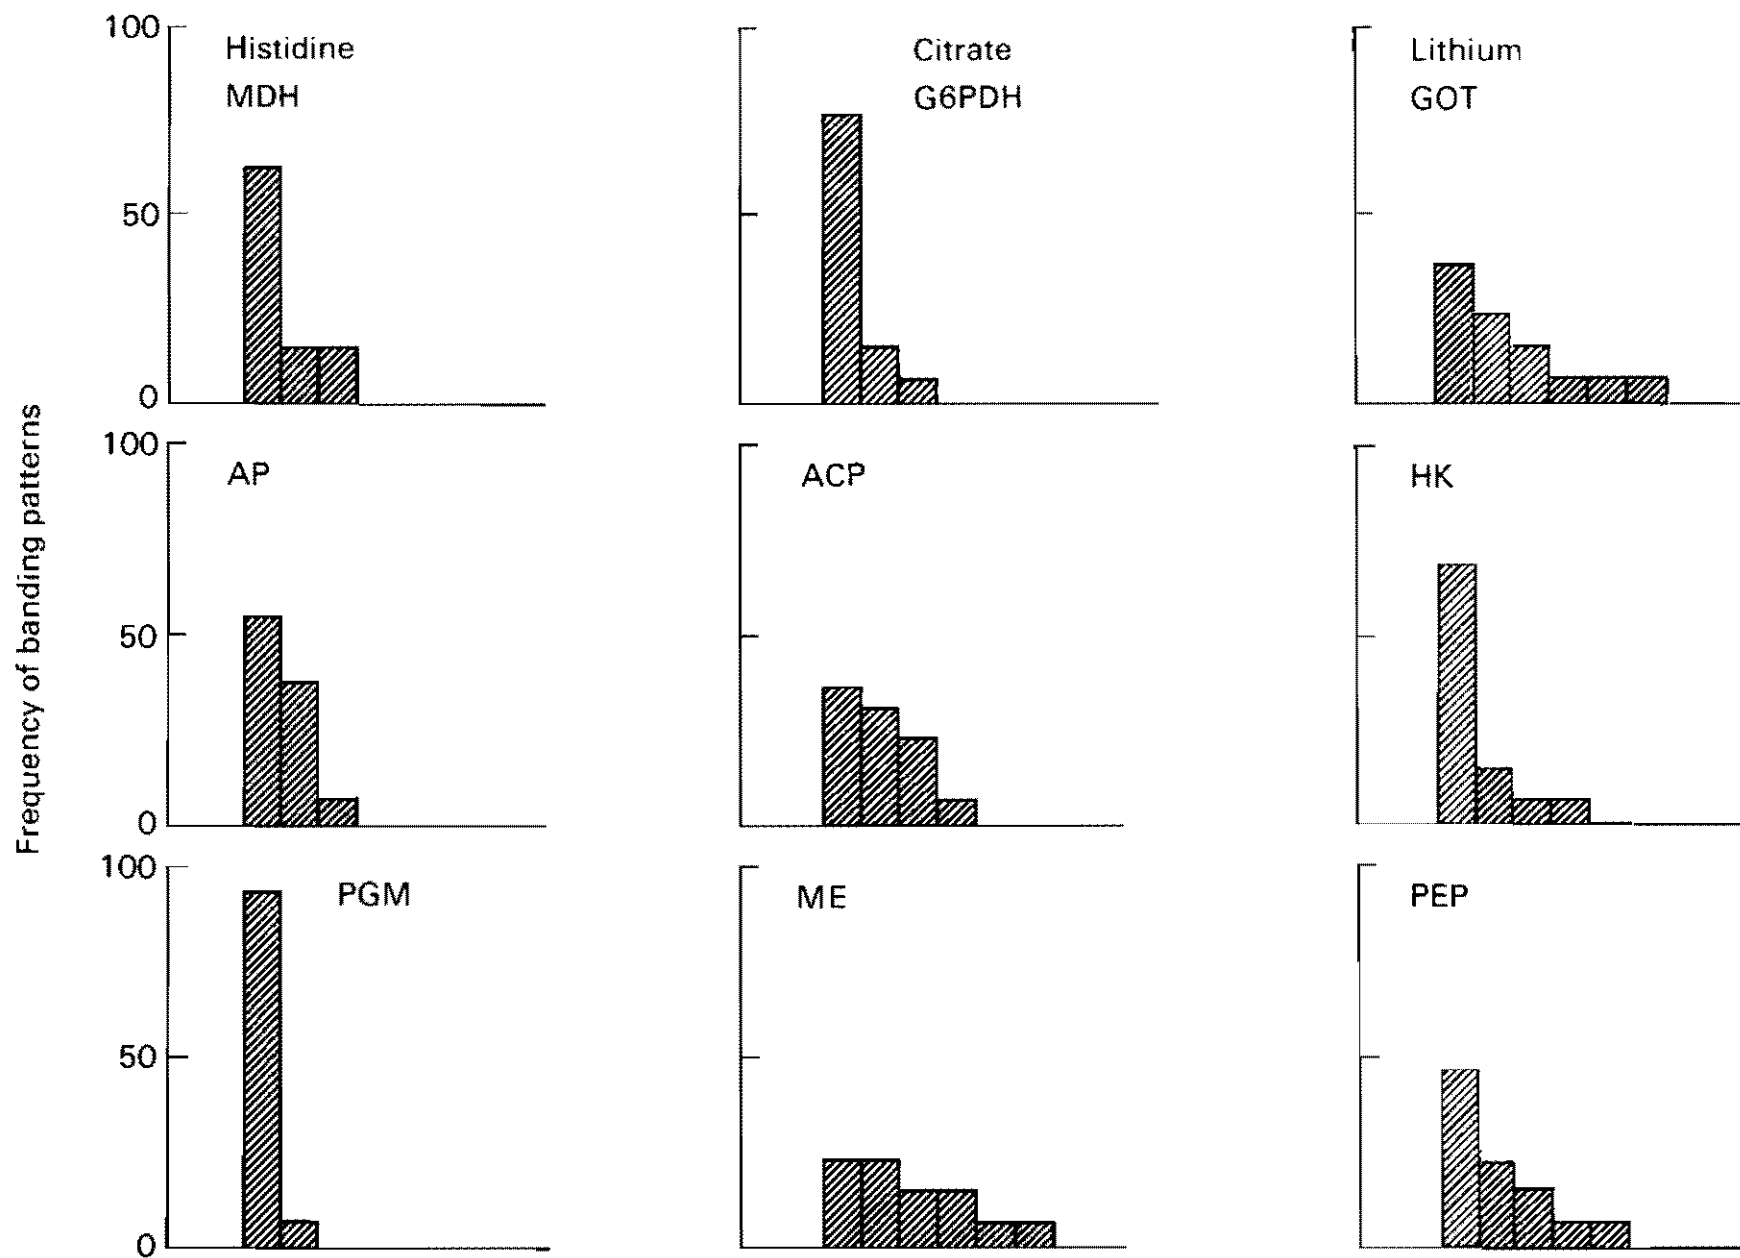 Frequency of banding patterns
100
50
0
Histidine
MDH
Citrate
G6PDH
Lithium
GOT
100
50
0
AP
ACP
HK
100
50
0
PGM
ME
PEP